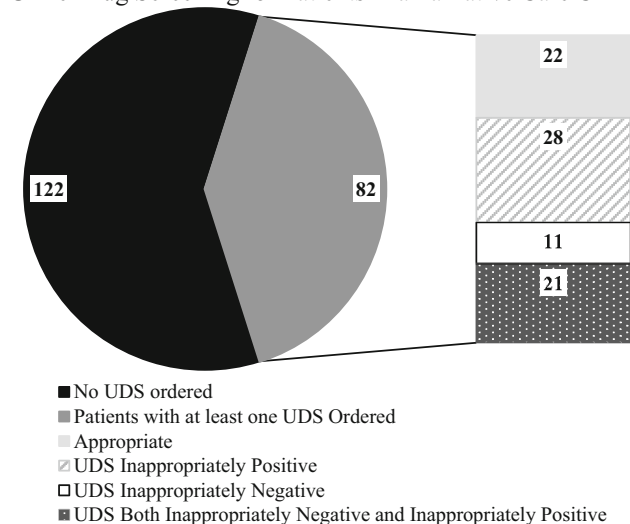 22
28
122
82
11
21
No UDS ordered
Patients with at least one UDS Ordered
Appropriate
UDS Inappropriately Positive
UDS Inappropriately Negative
UDS Both Inappropriately Negative and Inappropriately Positive